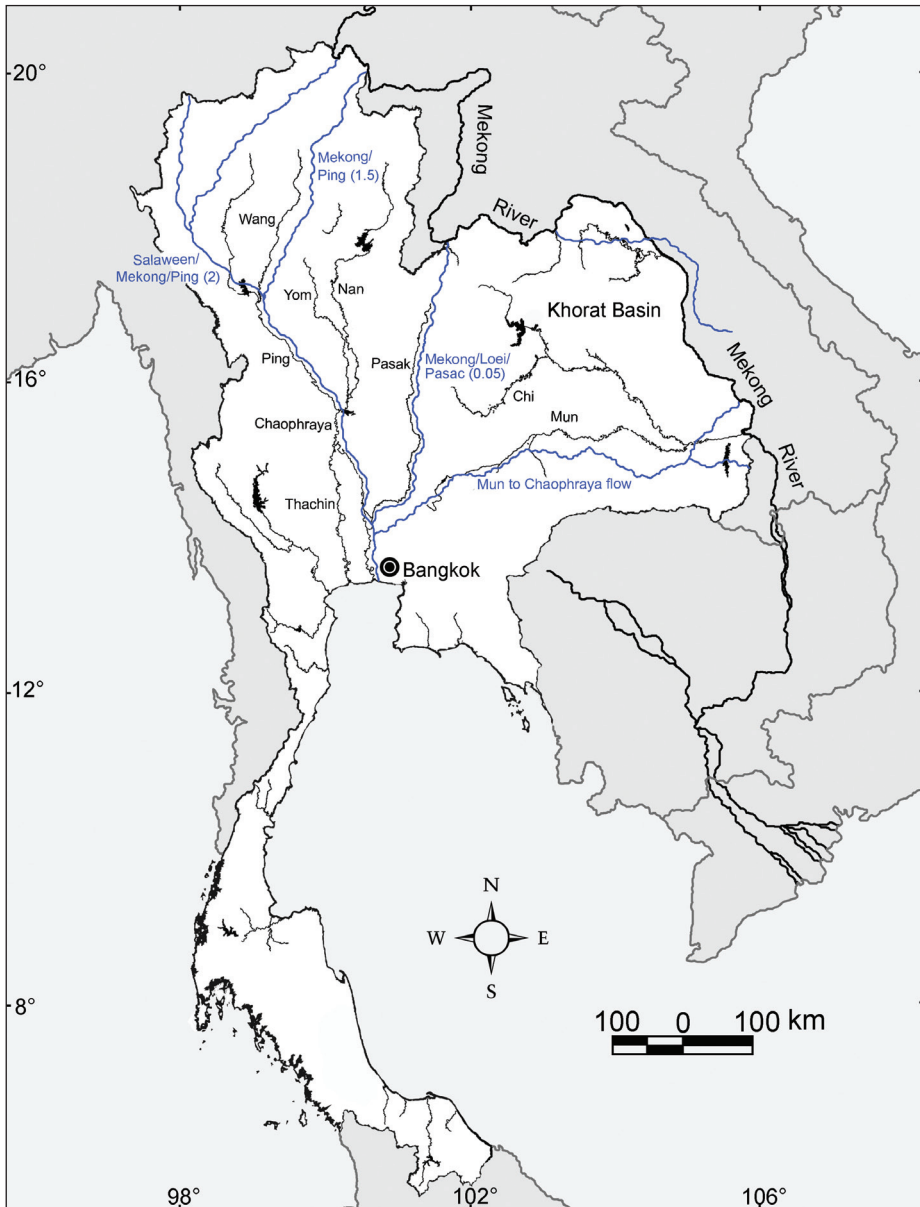 20°
Mekong
Mekong/
Ping (1.5)
River
Wang
Salaween/
Mekong/Ping (2)
Yom
Nan
Khorat Basin
Ping
Pasak
Mekong/Loei/
Pasac (0.05)
Mekong
16°
Chi
Chaophraya
Mun
River
Mun to Chaophraya flow
Thachin
Bangkok
12°
N
W
E
S
8°
100 0 100 km
98°
102°
106°